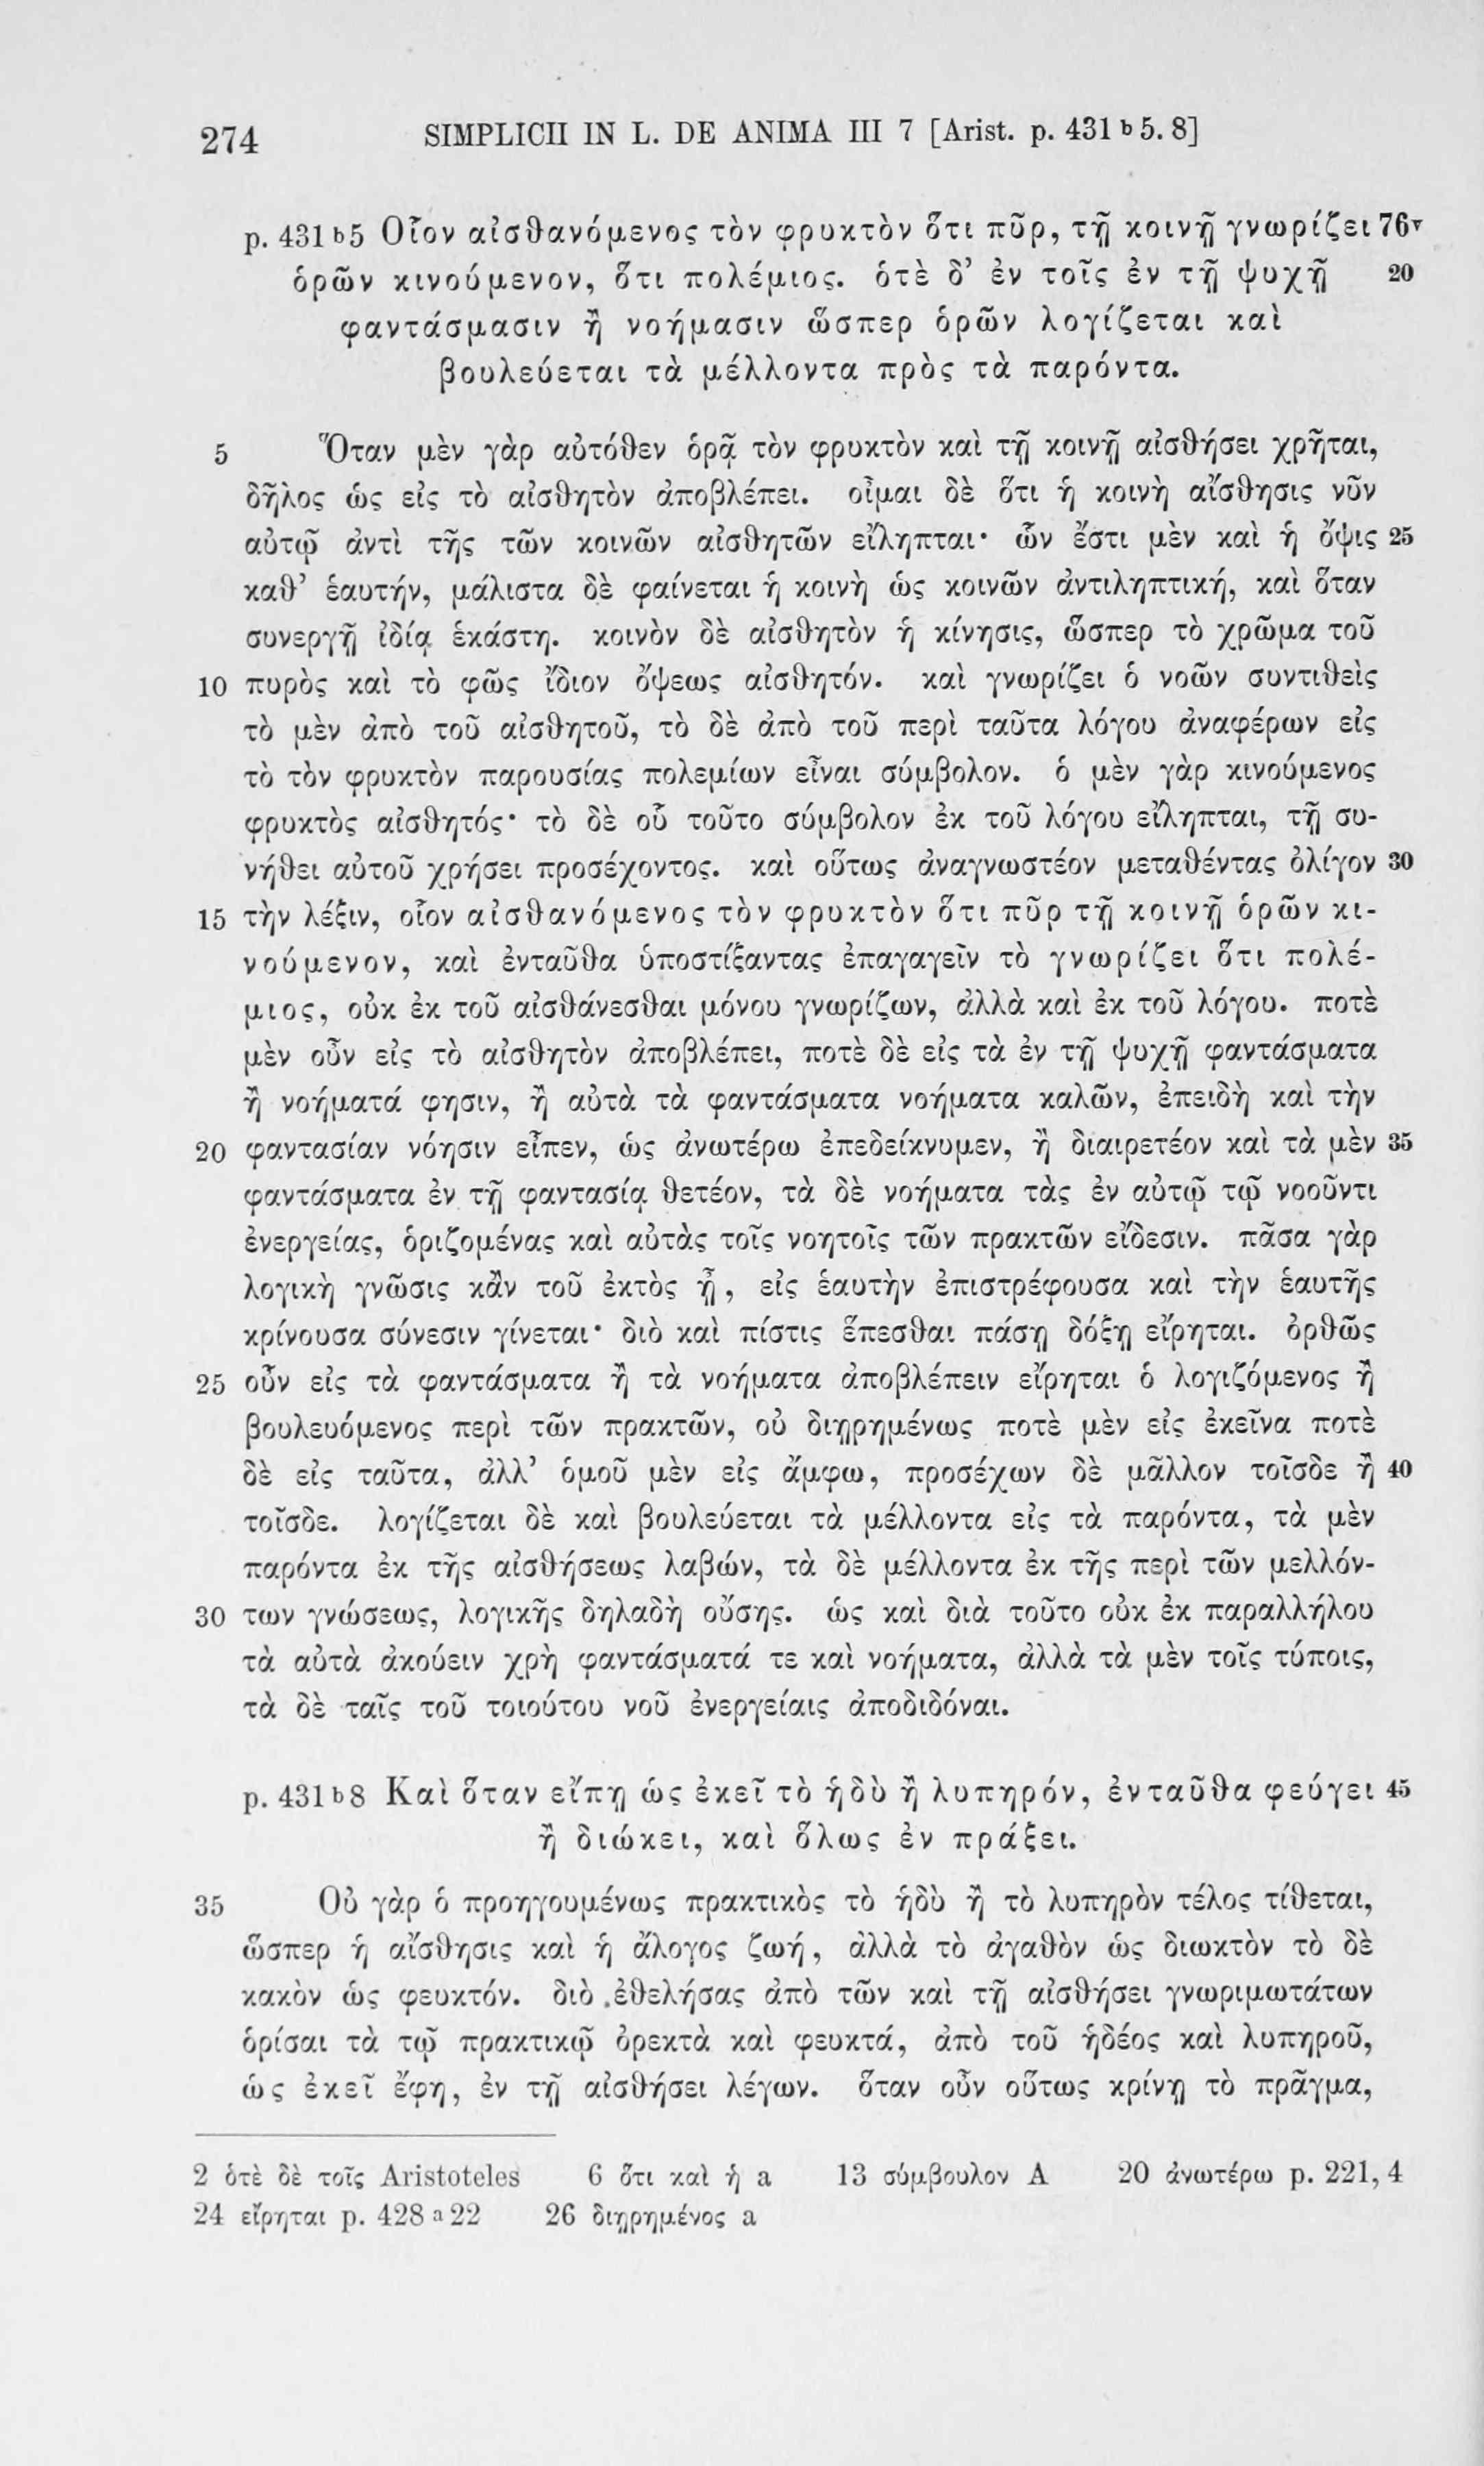 274 SIMPLICII IN L. DE ANIMA III 7 [Arist. p. 431 b 5. 8]
p. 431 b 5 Οἷον αἰσθανόμενος τὸν φρυκτὸν ὅτι πῦρ, τῇ κοινῇ γνωρίζει 76v
ὁρῶν κινούμενον, ὅτι πολέμιος. ὁτὲ δ’ ἐν τοῖς ἐν τῇ ψυχῇ 20
φαντάσμασιν ἢ νοήμασιν ὥσπερ ὁρῶν λογίζεται καὶ
βουλεύεται τὰ μέλλοντα πρὸς τὰ παρόντα.
5 Ὅταν μὲν γὰρ αὐτόθεν ὁρᾷ τὸν φρυκτὸν καὶ τῇ κοινῇ αἰσθήσει χρῆται,
δῆλος ὡς εἰς τὸ αἰσθητὸν ἀποβλέπει. οἶμαι δὲ ὅτι ἡ κοινὴ αἴσθησις νῦν
αὐτῷ ἀντὶ τῆς τῶν κοινῶν αἰσθητῶν εἴληπται· ὧν ἔστι μὲν καὶ ἡ ὄψις 25
καθ’ ἑαυτήν, μάλιστα δὲ φαίνεται ἡ κοινὴ ὡς κοινῶν ἀντιληπτική, καὶ ὅταν
συνεργῇ ἰδίᾳ ἑκάστη. κοινὸν δὲ αἰσθητὸν ἡ κίνησις, ὥσπερ τὸ χρῶμα τοῦ
10 πυρὸς καὶ τὸ φῶς ἴδιον ὄψεως αἰσθητόν. καὶ γνωρίζει ὁ νοῶν συντιθεὶς
τὸ μὲν ἀπὸ τοῦ αἰσθητοῦ, τὸ δὲ ἀπὸ τοῦ περὶ ταῦτα λόγου ἀναφέρων εἰς
τὸ τὸν φρυκτὸν παρουσίας πολεμίων εἶναι σύμβολον. ὁ μὲν γὰρ κινούμενος
φρυκτὸς αἰσθητός· τὸ δὲ οὗ τοῦτο σύμβολον ἐκ τοῦ λόγου εἴληπται, τῇ συ-
νήθει αὐτοῦ χρήσει προσέχοντος. καὶ οὕτως ἀναγνωστέον μεταθέντας ὀλίγον 30
15 τὴν λέξιν, οἷον αἰσθανόμενος τὸν φρυκτὸν ὅτι πῦρ τῇ κοινῇ ὁρῶν κι-
νούμενον, καὶ ἐνταῦθα ὑποστίξαντας ἐπαγαγεῖν τὸ γνωρίζει ὅτι πολέ-
μιος, οὐκ ἐκ τοῦ αἰσθάνεσθαι μόνου γνωρίζων, ἀλλὰ καὶ ἐκ τοῦ λόγου. ποτὲ
μὲν οὖν εἰς τὸ αἰσθητὸν ἀποβλέπει, ποτὲ δὲ εἰς τὰ ἐν τῇ ψυχῇ φαντάσματα
ἢ νοήματά φησιν, ἢ αὐτὰ τὰ φαντάσματα νοήματα καλῶν, ἐπειδὴ καὶ τὴν
20 φαντασίαν νόησιν εἶπεν, ὡς ἀνωτέρω ἐπεδείκνυμεν, ἢ διαιρετέον καὶ τὰ μὲν 35
φαντάσματα ἐν τῇ φαντασίᾳ θετέον, τὰ δὲ νοήματα τὰς ἐν αὐτῷ τῷ νοοῦντι
ἐνεργείας, ὁριζομένας καὶ αὐτὰς τοῖς νοητοῖς τῶν πρακτῶν εἴδεσιν. πᾶσα γὰρ
λογικὴ γνῶσις κἂν τοῦ ἐκτὸς ᾖ, εἰς ἑαυτὴν ἐπιστρέφουσα καὶ τὴν ἑαυτῆς
κρίνουσα σύνεσιν γίνεται· διὸ καὶ πίστις ἕπεσθαι πάσῃ δόξῃ εἴρηται. ὀρθῶς
25 οὖν εἰς τὰ φαντάσματα ἢ τὰ νοήματα ἀποβλέπειν εἴρηται ὁ λογιζόμενος ἢ
βουλευόμενος περὶ τῶν πρακτῶν, οὐ διῃρημένως ποτὲ μὲν εἰς ἐκεῖνα ποτὲ
δὲ εἰς ταῦτα, ἀλλ’ ὁμοῦ μὲν εἰς ἄμφω, προσέχων δὲ μᾶλλον τοῖσδε ἢ 40
τοῖσδε. λογίζεται δὲ καὶ βουλεύεται τὰ μέλλοντα εἰς τὰ παρόντα, τὰ μὲν
παρόντα ἐκ τῆς αἰσθήσεως λαβών, τὰ δὲ μέλλοντα ἐκ τῆς περὶ τῶν μελλόν-
30 των γνώσεως, λογικῆς δηλαδὴ οὔσης. ὡς καὶ διὰ τοῦτο οὐκ ἐκ παραλλήλου
τὰ αὐτὰ ἀκούειν χρὴ φαντάσματά τε καὶ νοήματα, ἀλλὰ τὰ μὲν τοῖς τύποις,
τὰ δὲ ταῖς τοῦ τοιούτου νοῦ ἐνεργείαις ἀποδιδόναι.
p. 431 b 8 Καὶ ὅταν εἴπῃ ὡς ἐκεῖ τὸ ἡδὺ ἢ λυπηρόν, ἐνταῦθα φεύγει 45
ἢ διώκει, καὶ ὅλως ἐν πράξει.
35 Οὐ γὰρ ὁ προηγουμένως πρακτικὸς τὸ ἡδὺ ἢ τὸ λυπηρὸν τέλος τίθεται,
ὥσπερ ἡ αἴσθησις καὶ ἡ ἄλογος ζωή, ἀλλὰ τὸ ἀγαθὸν ὡς διωκτὸν τὸ δὲ
κακὸν ὡς φευκτόν. διὸ ἐθελήσας ἀπὸ τῶν καὶ τῇ αἰσθήσει γνωριμωτάτων
ὁρίσαι τὰ τῷ πρακτικῷ ὀρεκτὰ καὶ φευκτά, ἀπὸ τοῦ ἡδέος καὶ λυπηροῦ,
ὡς ἐκεῖ ἔφη, ἐν τῇ αἰσθήσει λέγων. ὅταν οὖν οὕτως κρίνῃ τὸ πρᾶγμα,
2 ὁτὲ δὲ τοῖς Aristoteles 6 ὅτι καὶ ἡ a 13 σύμβουλον A 20 ἀνωτέρω p. 221, 4
24 εἴρηται p. 428 a 22 26 διῃρημένος a